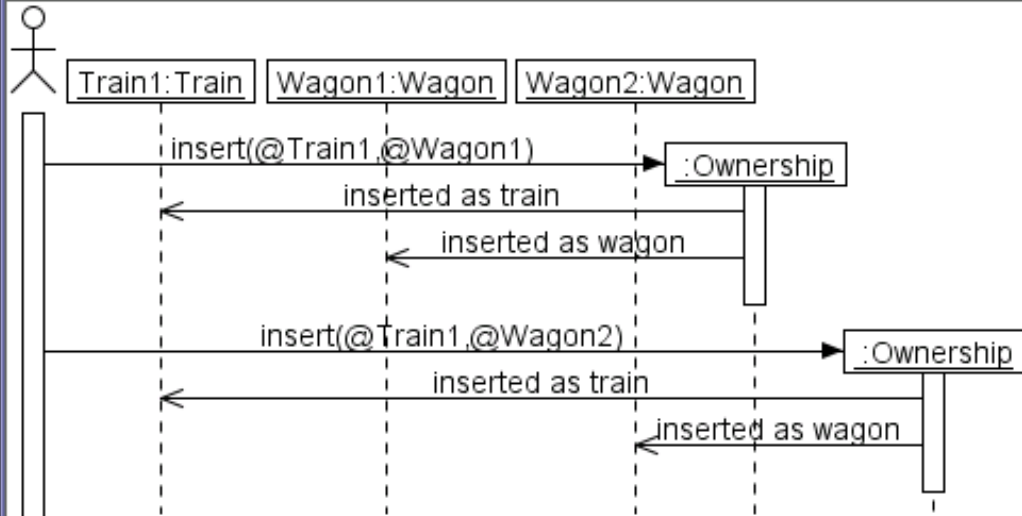 Train1:Train Wagon1:Wagon Wagon2:Wagon
insert(@Train1,@Wagon1)
:Ownership
inserted as train
inserted as wagon
insert(@Train1,@Wagon2)
:Ownership
inserted as train
inserted as wagon